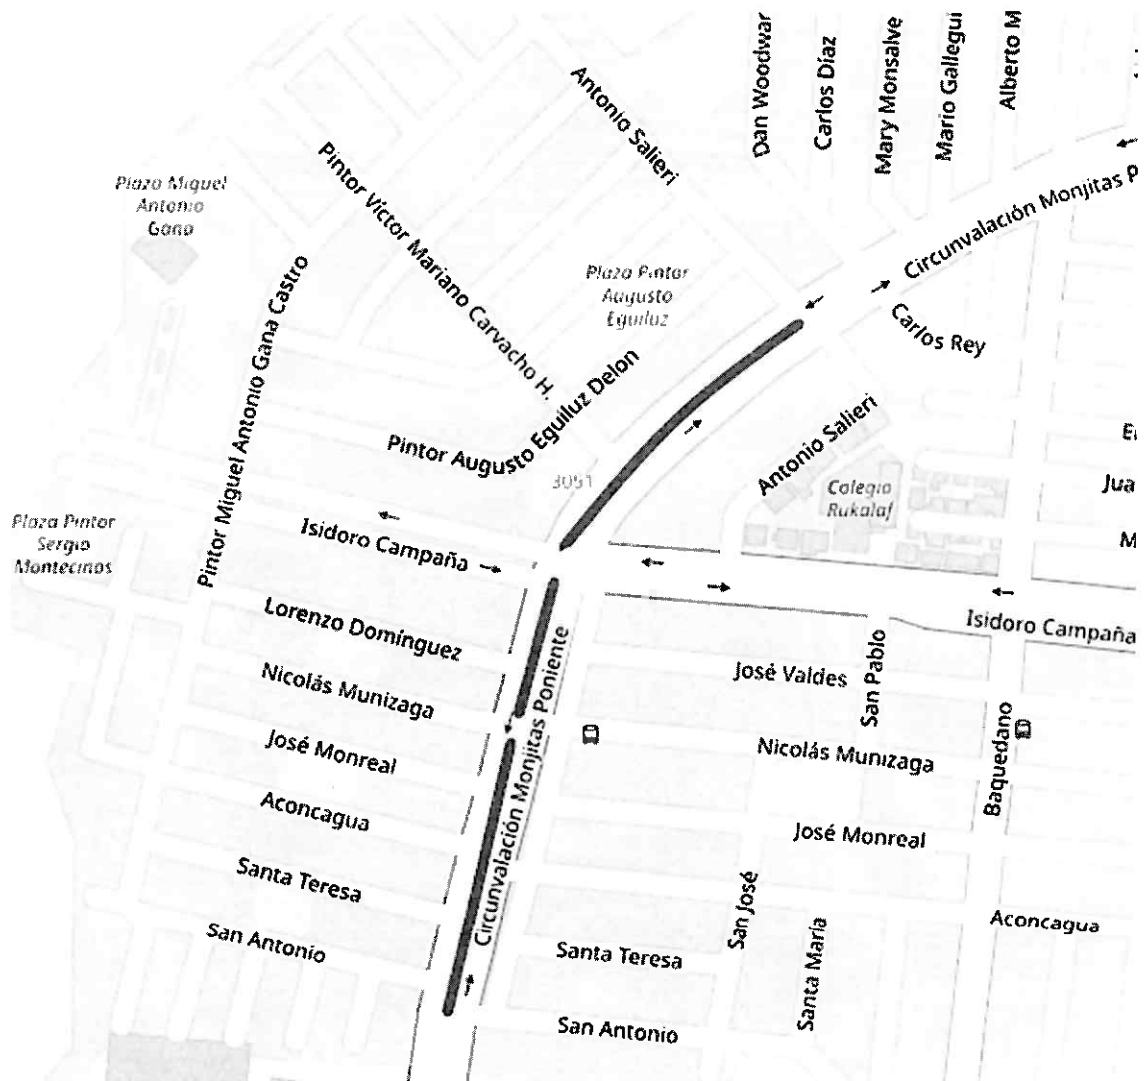 Dan Woodwar
Carlos Díaz
Mary Monsalve
Mario Gallegui
Alberto M
Antonio Salieri
Pintor Victor Mariano Carvacho H.
Plaza Miguel
Antonio
Gana
Circunvalación Monjitas P
Plaza Pintor
Augusto
Eguiluz
Pintor Miguel Antonio Gana Castro
Carlos Rey
Pintor Augusto Eguiluz Delon
Antonio Salieri
3051
Colegio
Rukalaf
Jua
M
Plaza Pintor
Sergio
Montecinos
Isidoro Campaña
Isidoro Campaña
Lorenzo Domínguez
José Valdes
San Pablo
Nicolás Munizaga
Circunvalación Monjitas Poniente
Nicolás Munizaga
Baquedano
José Monreal
José Monreal
Aconcagua
Santa Teresa
San José
Santa María
Aconcagua
San Antonio
Santa Teresa
San Antonio